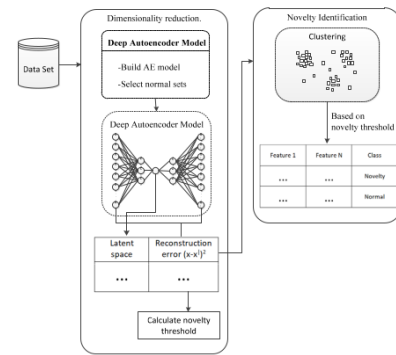 Dimensionality reduction.
Data Set
Deep Autoencoder Model
-Build AE model
-Select normal sets
Deep Autoencoder Model
Latent space
Reconstruction error (x-x^i)²
...
...
Calculate novelty threshold
Novelty Identification
Clustering
Based on
novelty threshold
Feature 1
Feature N
Class
...
...
Novelty
...
...
Normal